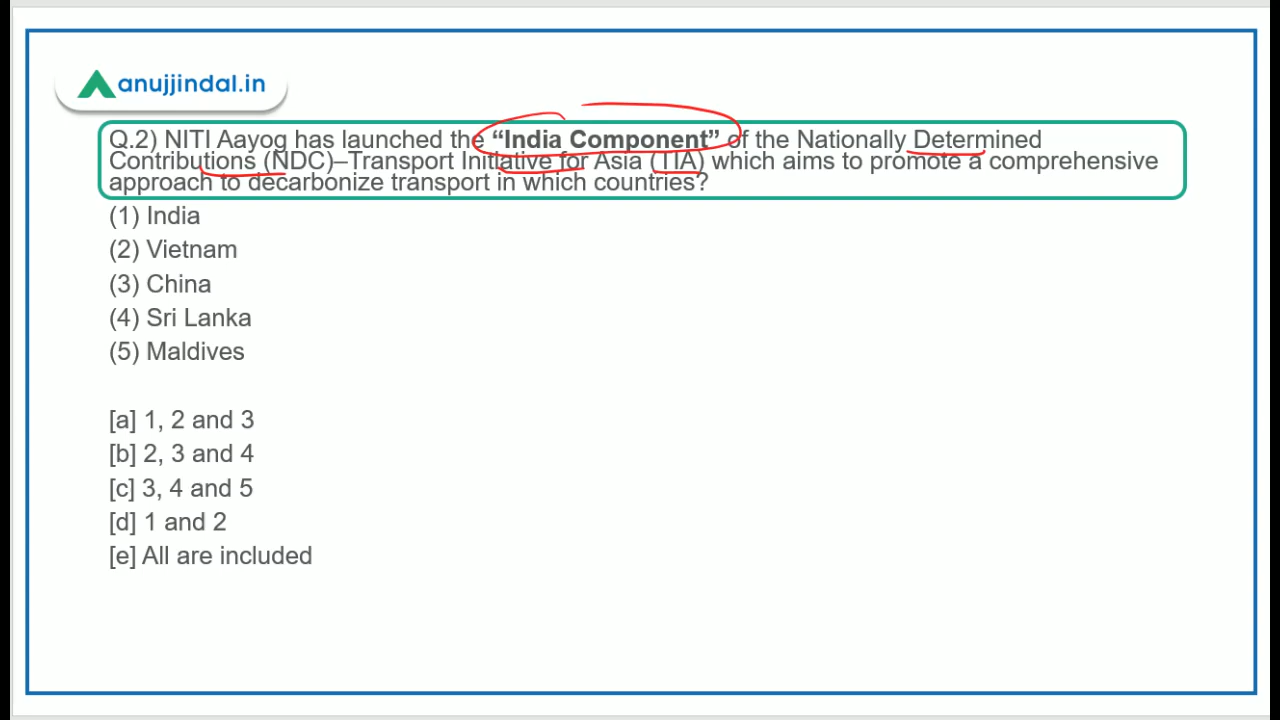 anujjindal.in
Q.2) NITI Aayog has launched the “India Component” of the Nationally Determined
Contributions (NDC)–Transport Initiative for Asia (TIA) which aims to promote a comprehensive
approach to decarbonize transport in which countries?
(1) India
(2) Vietnam
(3) China
(4) Sri Lanka
(5) Maldives
[a] 1, 2 and 3
[b] 2, 3 and 4
[c] 3, 4 and 5
[d] 1 and 2
[e] All are included